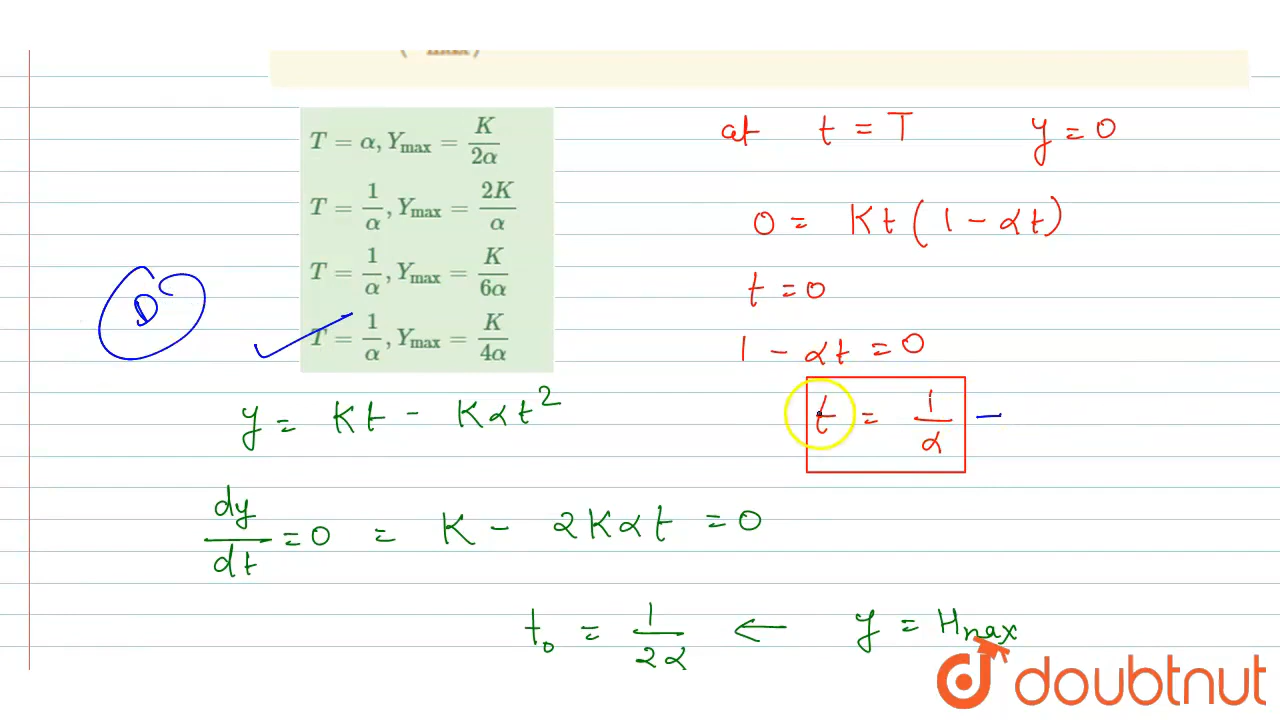 T = α, Y_max = K/2α
T = 1/α, Y_max = 2K/α
T = 1/α, Y_max = K/6α
T = 1/α, Y_max = K/4α
D
at t = T y = 0
0 = Kt ( 1 - αt )
t = 0
1 - αt = 0
t = 1/α -
y = Kt - Kαt²
dy/dt = 0 = K - 2Kαt = 0
t₀ = 1/2α ← y = Hmax
doubtnut